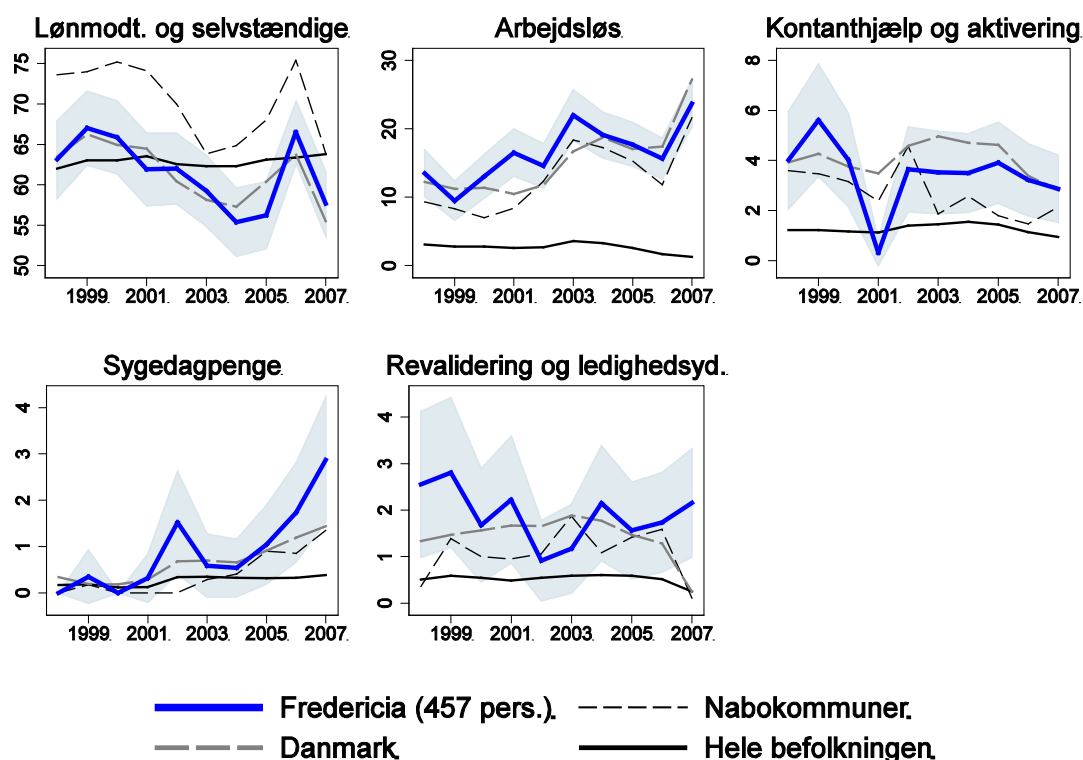 Lønmodt. og selvstændige.
Arbejdsløs.
Kontanthjælp og aktivering.
75
70
65
60
55
50
1999. 2001. 2003. 2005. 2007.
30
20
10
0
1999. 2001. 2003. 2005. 2007.
8
6
4
2
0
1999. 2001. 2003. 2005. 2007.
Sygedagpenge.
Revalidering og ledighedsyd..
4
3
2
1
0
1999. 2001. 2003. 2005. 2007.
4
3
2
1
0
1999. 2001. 2003. 2005. 2007.
Fredericia (457 pers.).
Nabokommuner.
Danmark.
Hele befolkningen.